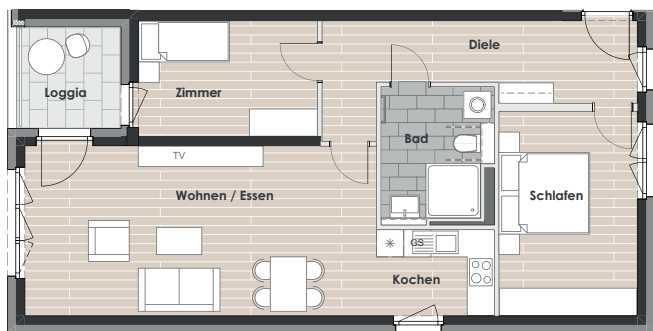 Diele
Loggia
Zimmer
Bad
TV
Wohnen / Essen
Schlafen
GS
Kochen